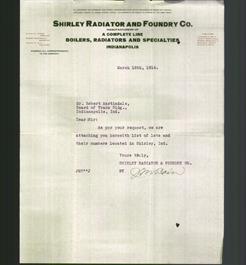 SHIRLEY RADIATOR AND FOUNDRY CO.
MANUFACTURERS OF
A COMPLETE LINE
BOILERS, RADIATORS AND SPECIALTIES
INDIANAPOLIS
March 18th, 1914.
Mr. Robert Martindale,
Board of Trade Bldg.,
Indianapolis, Ind.
Dear Sir:
As per your request, we are
attaching you herewith list of lots and
their numbers located in Shirley, Ind.
Yours truly,
SHIRLEY RADIATOR & FOUNDRY CO.
BY